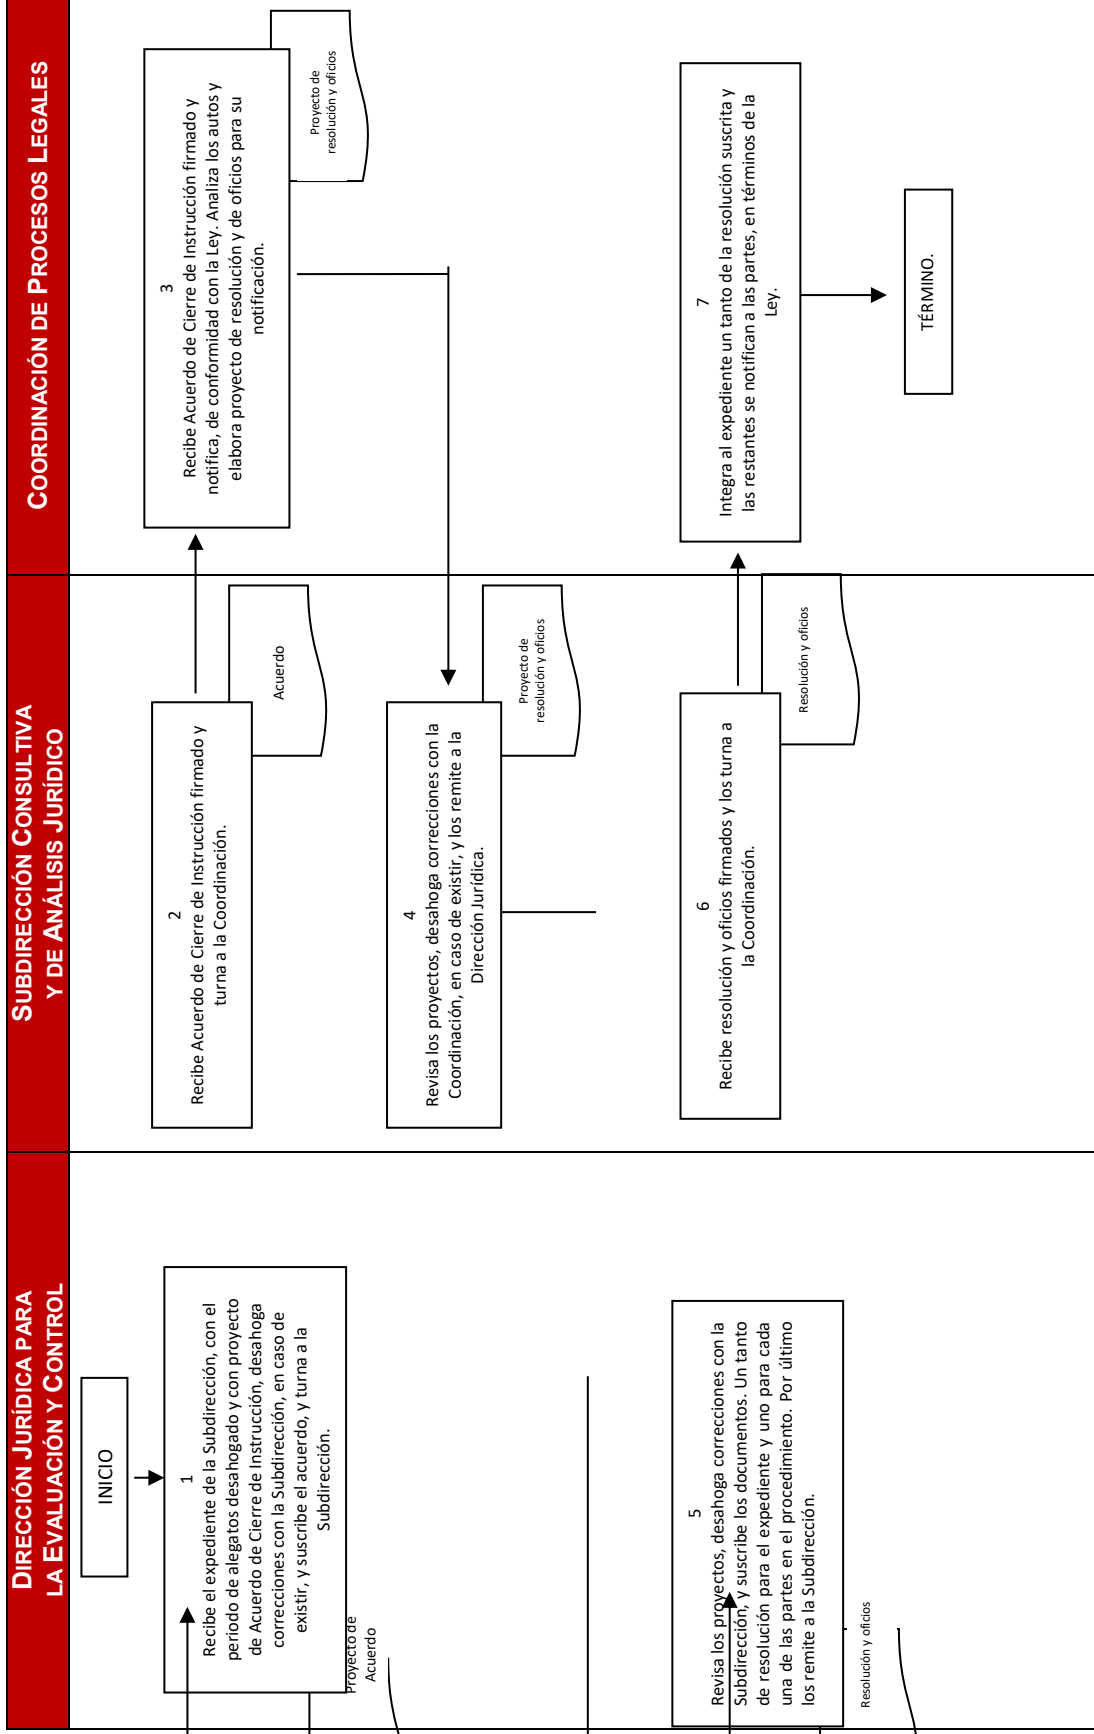 DIRECCIÓN JURÍDICA PARA
LA EVALUACIÓN Y CONTROL
SUBDIRECCIÓN CONSULTIVA
Y DE ANÁLISIS JURÍDICO
COORDINACIÓN DE PROCESOS LEGALES
INICIO
1
Recibe el expediente de la Subdirección, con el
periodo de alegatos desahogado y con proyecto
de Acuerdo de Cierre de Instrucción, desahoga
correcciones con la Subdirección, en caso de
existir, y suscribe el acuerdo, y turna a la
Subdirección.
Proyecto de
Acuerdo
2
Recibe Acuerdo de Cierre de Instrucción firmado y
turna a la Coordinación.
Acuerdo
3
Recibe Acuerdo de Cierre de Instrucción firmado y
notifica, de conformidad con la Ley. Analiza los autos y
elabora proyecto de resolución y de oficios para su
notificación.
Proyecto de
resolución y oficios
4
Revisa los proyectos, desahoga correcciones con la
Coordinación, en caso de existir, y los remite a la
Dirección Jurídica.
Proyecto de
resolución y oficios
5
Revisa los proyectos, desahoga correcciones con la
Subdirección, y suscribe los documentos. Un tanto
de resolución para el expediente y uno para cada
una de las partes en el procedimiento. Por último
los remite a la Subdirección.
Resolución y oficios
6
Recibe resolución y oficios firmados y los turna a
la Coordinación.
Resolución y oficios
7
Integra al expediente un tanto de la resolución suscrita y
las restantes se notifican a las partes, en términos de la
Ley.
TÉRMINO.